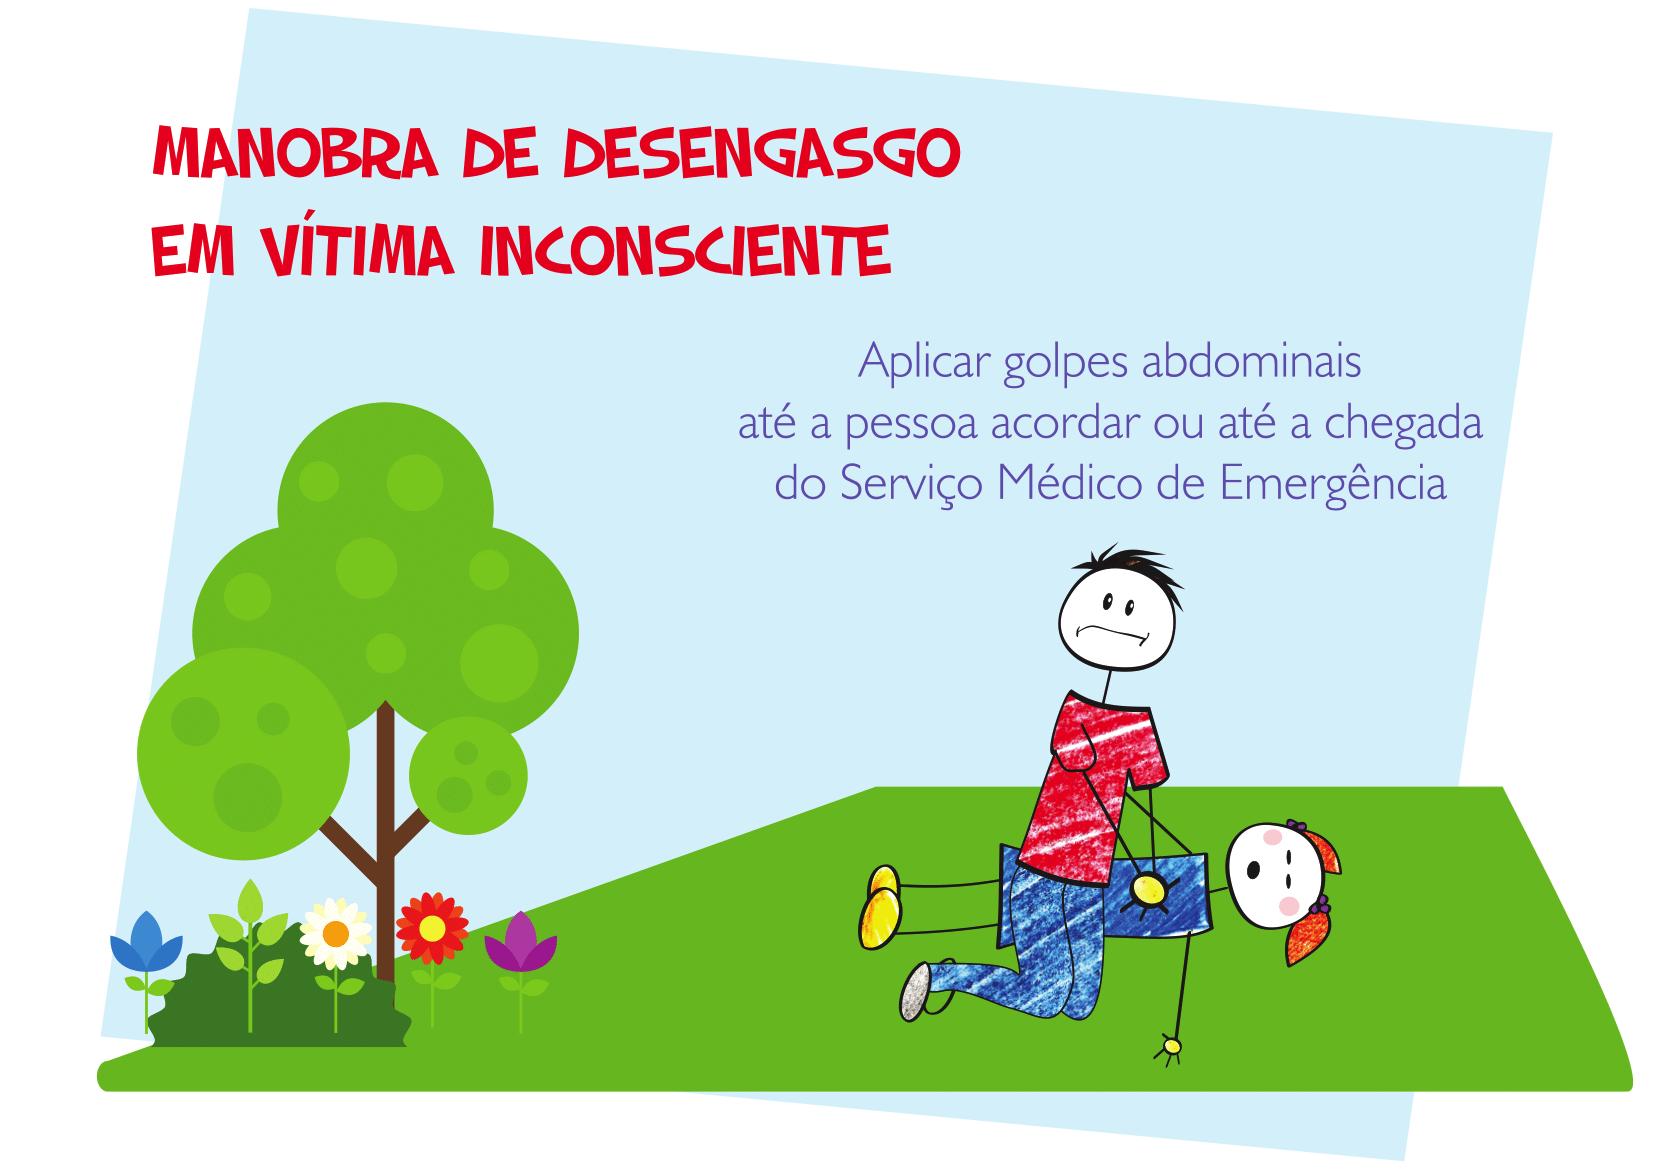 MANOBRA DE DESENGASGO
EM VÍTIMA INCONSCIENTE
Aplicar golpes abdominais
até a pessoa acordar ou até a chegada
do Serviço Médico de Emergência